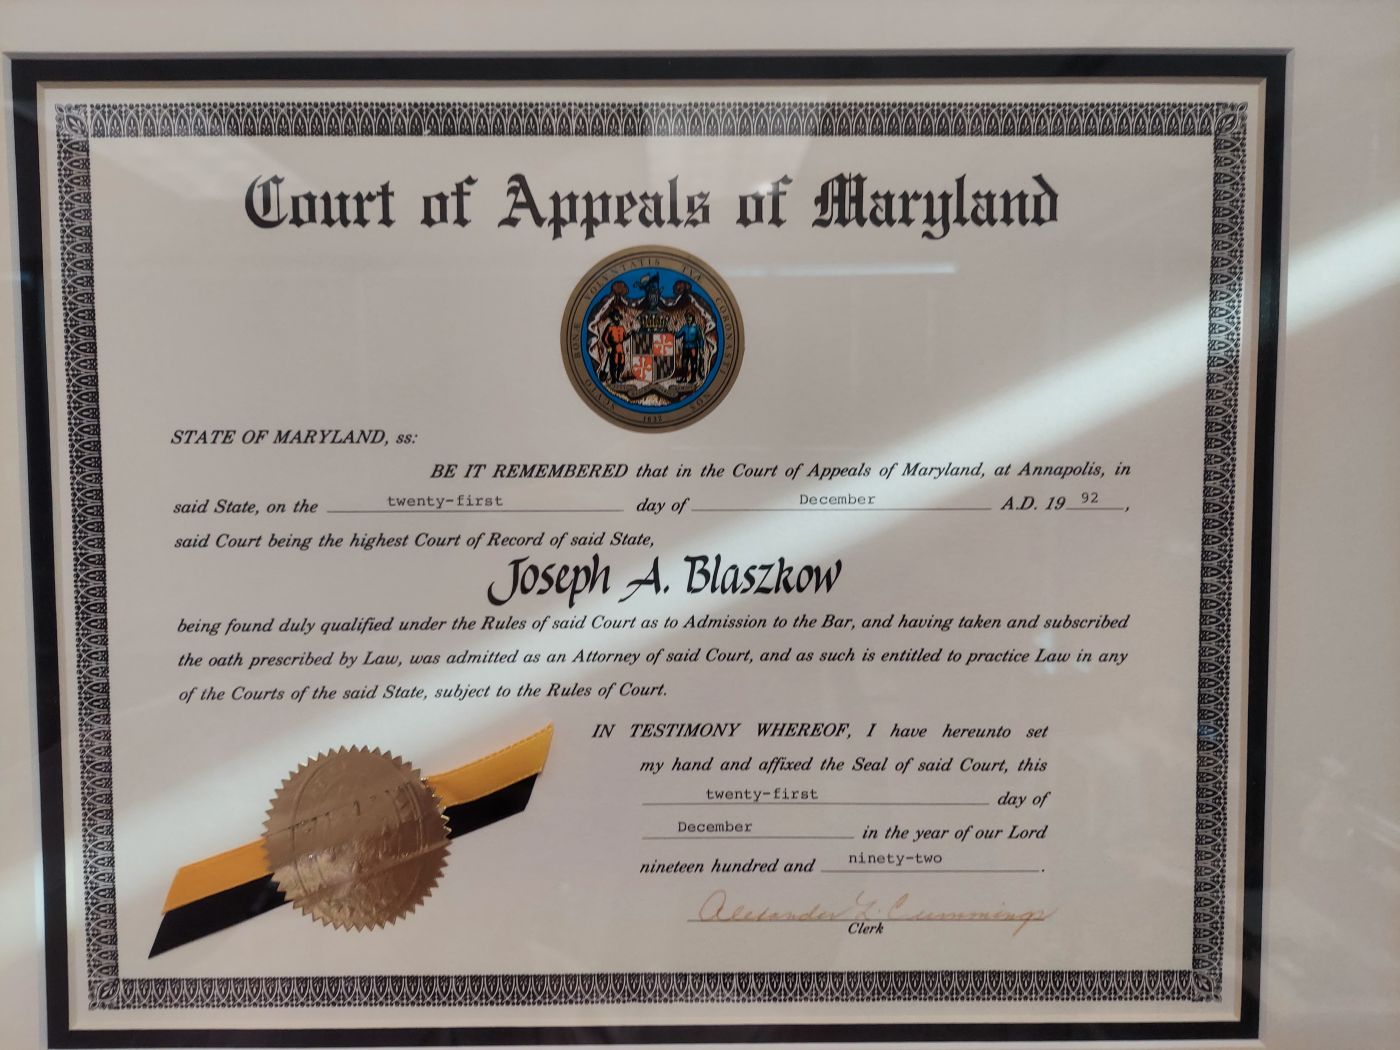 Court of Appeals of Maryland
STATE OF MARYLAND, ss:
BE IT REMEMBERED that in the Court of Appeals of Maryland, at Annapolis, in
said State, on the twenty-first day of December A.D. 19 92,
said Court being the highest Court of Record of said State,
Joseph A. Blaszkow
being found duly qualified under the Rules of said Court as to Admission to the Bar, and having taken and subscribed
the oath prescribed by Law, was admitted as an Attorney of said Court, and as such is entitled to practice Law in any
of the Courts of the said State, subject to the Rules of Court.
IN TESTIMONY WHEREOF, I have hereunto set
my hand and affixed the Seal of said Court, this
twenty-first day of
December in the year of our Lord
nineteen hundred and ninety-two.
Alexander L. Cummings
Clerk